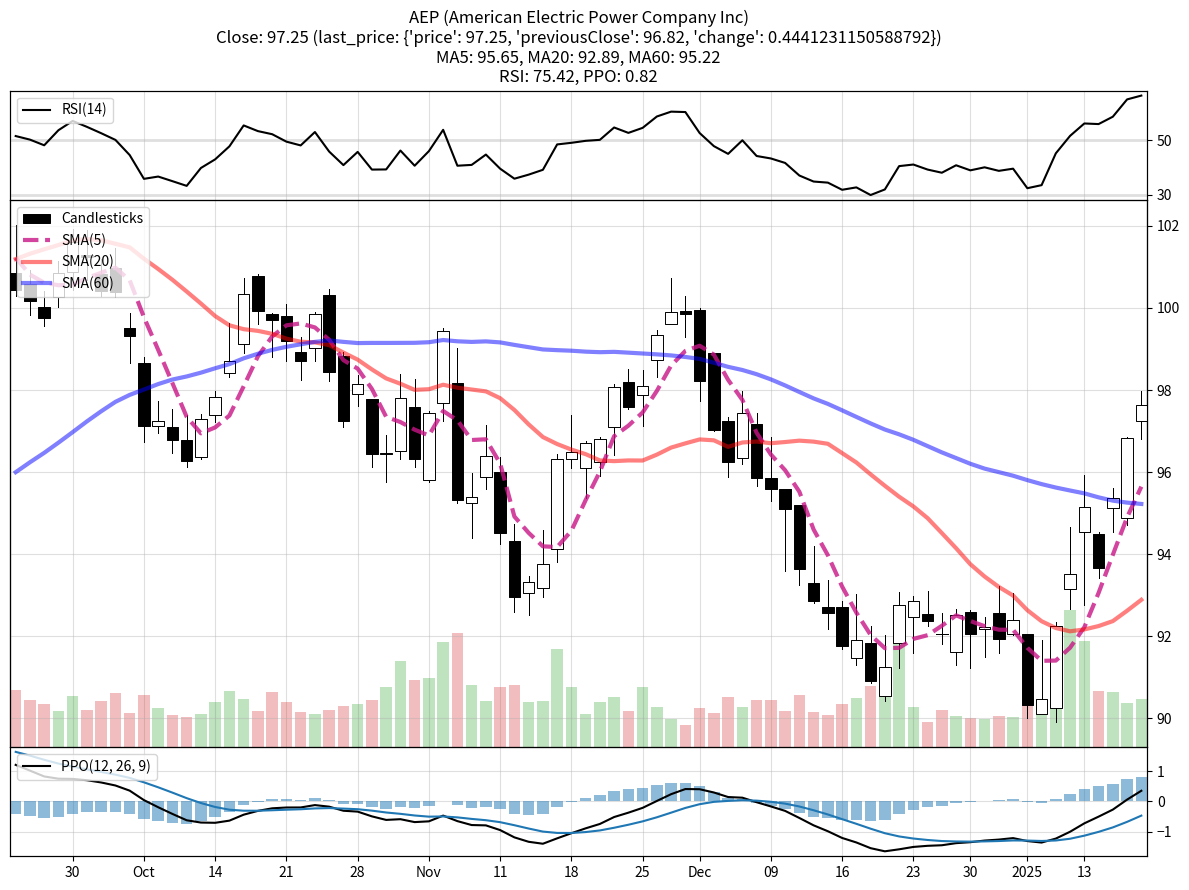 AEP (American Electric Power Company Inc)
Close: 97.25 (last_price: {'price': 97.25, 'previousClose': 96.82, 'change': 0.4441231150588792})
MA5: 95.65, MA20: 92.89, MA60: 95.22
RSI: 75.42, PPO: 0.82
RSI(14)
50
30
Candlesticks
SMA(5)
SMA(20)
SMA(60)
102
100
98
96
94
92
90
PPO(12, 26, 9)
1
0
−1
30 Oct 14 21 28 Nov 11 18 25 Dec 09 16 23 30 2025 13